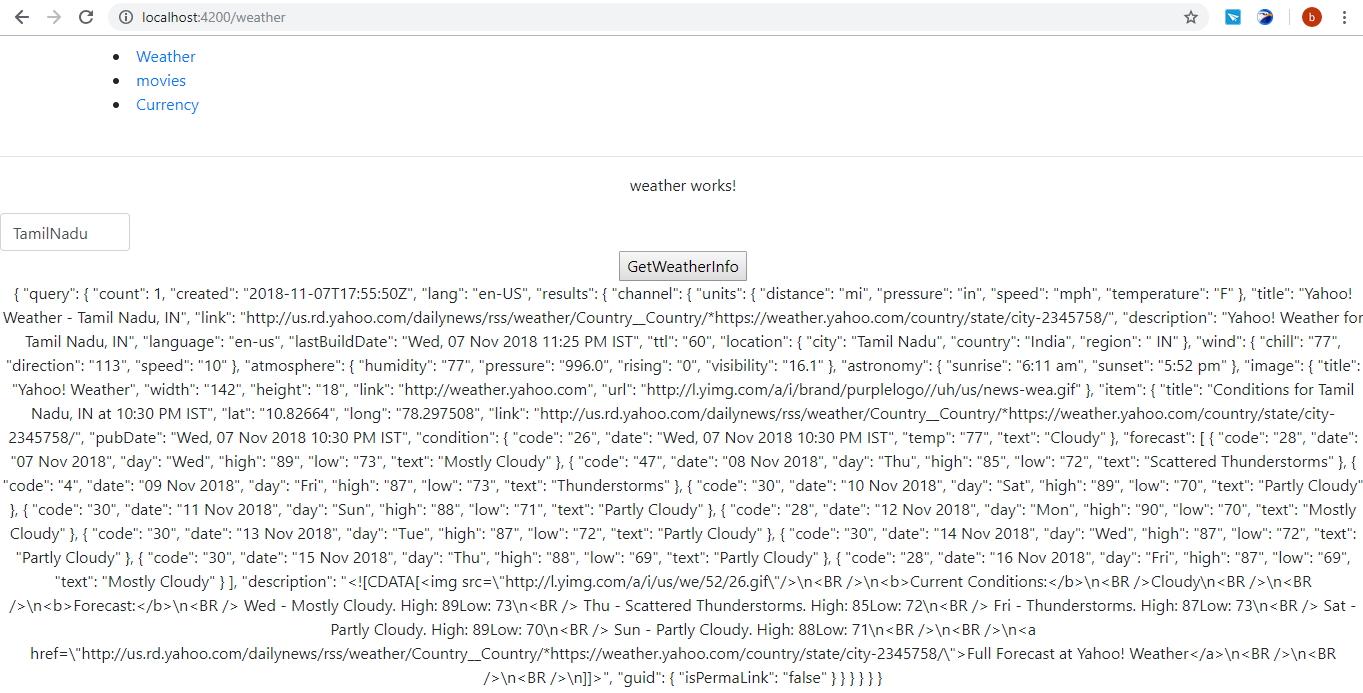 localhost:4200/weather
b
Weather
movies
Currency
weather works!
TamilNadu
GetWeatherInfo
{ "query": { "count": 1, "created": "2018-11-07T17:55:50Z", "lang": "en-US", "results": { "channel": { "units": { "distance": "mi", "pressure": "in", "speed": "mph", "temperature": "F" }, "title": "Yahoo!
Weather - Tamil Nadu, IN", "link": "http://us.rd.yahoo.com/dailynews/rss/weather/Country__Country/*https://weather.yahoo.com/country/state/city-2345758/", "description": "Yahoo! Weather for
Tamil Nadu, IN", "language": "en-us", "lastBuildDate": "Wed, 07 Nov 2018 11:25 PM IST", "ttl": "60", "location": { "city": "Tamil Nadu", "country": "India", "region": " IN" }, "wind": { "chill": "77",
"direction": "113", "speed": "10" }, "atmosphere": { "humidity": "77", "pressure": "996.0", "rising": "0", "visibility": "16.1" }, "astronomy": { "sunrise": "6:11 am", "sunset": "5:52 pm" }, "image": { "title":
"Yahoo! Weather", "width": "142", "height": "18", "link": "http://weather.yahoo.com", "url": "http://l.yimg.com/a/i/brand/purplelogo//uh/us/news-wea.gif" }, "item": { "title": "Conditions for Tamil
Nadu, IN at 10:30 PM IST", "lat": "10.82664", "long": "78.297508", "link": "http://us.rd.yahoo.com/dailynews/rss/weather/Country__Country/*https://weather.yahoo.com/country/state/city-
2345758/", "pubDate": "Wed, 07 Nov 2018 10:30 PM IST", "condition": { "code": "26", "date": "Wed, 07 Nov 2018 10:30 PM IST", "temp": "77", "text": "Cloudy" }, "forecast": [ { "code": "28", "date":
"07 Nov 2018", "day": "Wed", "high": "89", "low": "73", "text": "Mostly Cloudy" }, { "code": "47", "date": "08 Nov 2018", "day": "Thu", "high": "85", "low": "72", "text": "Scattered Thunderstorms" }, {
"code": "4", "date": "09 Nov 2018", "day": "Fri", "high": "87", "low": "73", "text": "Thunderstorms" }, { "code": "30", "date": "10 Nov 2018", "day": "Sat", "high": "89", "low": "70", "text": "Partly Cloudy"
}, { "code": "30", "date": "11 Nov 2018", "day": "Sun", "high": "88", "low": "71", "text": "Partly Cloudy" }, { "code": "28", "date": "12 Nov 2018", "day": "Mon", "high": "90", "low": "70", "text": "Mostly
Cloudy" }, { "code": "30", "date": "13 Nov 2018", "day": "Tue", "high": "87", "low": "72", "text": "Partly Cloudy" }, { "code": "30", "date": "14 Nov 2018", "day": "Wed", "high": "87", "low": "72", "text":
"Partly Cloudy" }, { "code": "30", "date": "15 Nov 2018", "day": "Thu", "high": "88", "low": "69", "text": "Partly Cloudy" }, { "code": "28", "date": "16 Nov 2018", "day": "Fri", "high": "87", "low": "69",
"text": "Mostly Cloudy" } ], "description": "<![CDATA[<img src=\"http://l.yimg.com/a/i/us/we/52/26.gif\"/>\n<BR />\n<b>Current Conditions:</b>\n<BR />Cloudy\n<BR />\n<BR
/>\n<b>Forecast:</b>\n<BR /> Wed - Mostly Cloudy. High: 89Low: 73\n<BR /> Thu - Scattered Thunderstorms. High: 85Low: 72\n<BR /> Fri - Thunderstorms. High: 87Low: 73\n<BR /> Sat -
Partly Cloudy. High: 89Low: 70\n<BR /> Sun - Partly Cloudy. High: 88Low: 71\n<BR />\n<BR />\n<a
href=\"http://us.rd.yahoo.com/dailynews/rss/weather/Country__Country/*https://weather.yahoo.com/country/state/city-2345758/\">Full Forecast at Yahoo! Weather</a>\n<BR />\n<BR
/>\n<BR />\n]]>", "guid": { "isPermaLink": "false" } } } } } }